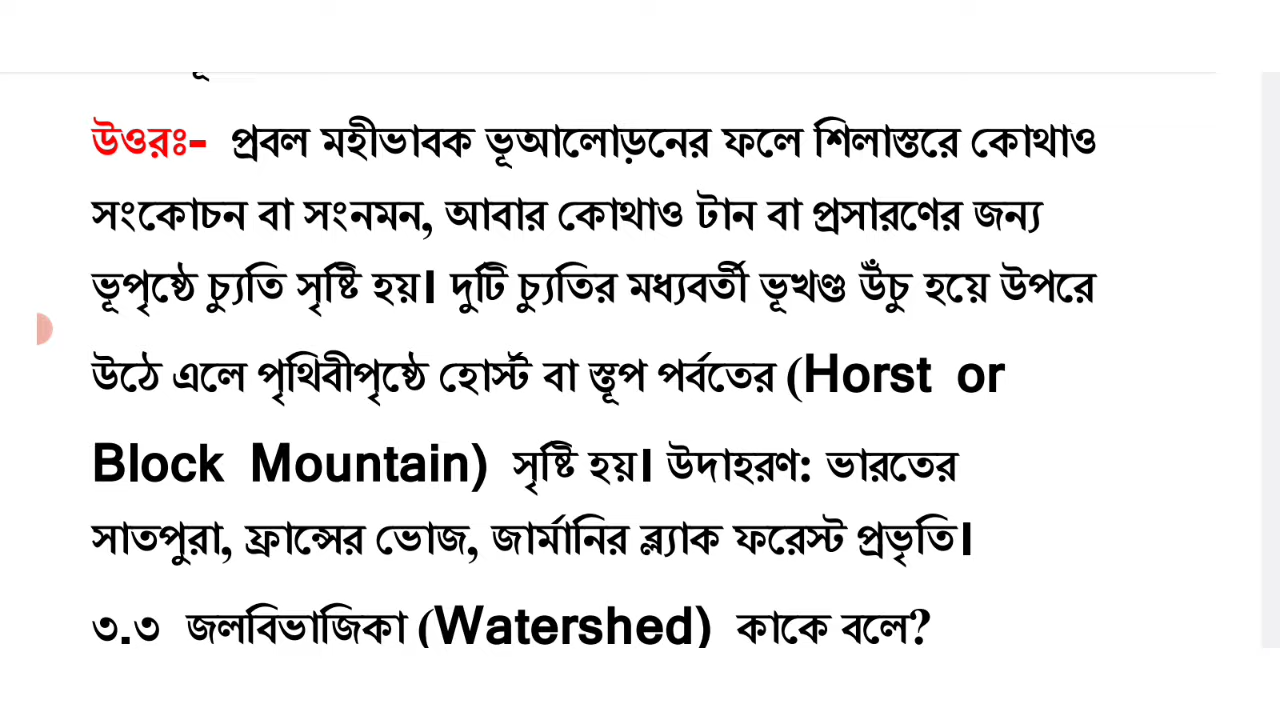 উওরঃ- প্রবল মহীভাবক ভূআলোড়নের ফলে শিলাস্তরে কোথাও
সংকোচন বা সংনমন, আবার কোথাও টান বা প্রসারণের জন্য
ভূপৃষ্ঠে চ্যুতি সৃষ্টি হয়। দুটি চ্যুতির মধ্যবর্তী ভূখণ্ড উঁচু হয়ে উপরে
উঠে এলে পৃথিবীপৃষ্ঠে হোর্স্ট বা স্তূপ পর্বতের (Horst or
Block Mountain) সৃষ্টি হয়। উদাহরণ: ভারতের
সাতপুরা, ফ্রান্সের ভোজ, জার্মানির ব্ল্যাক ফরেস্ট প্রভৃতি।
৩.৩ জলবিভাজিকা (Watershed) কাকে বলে?